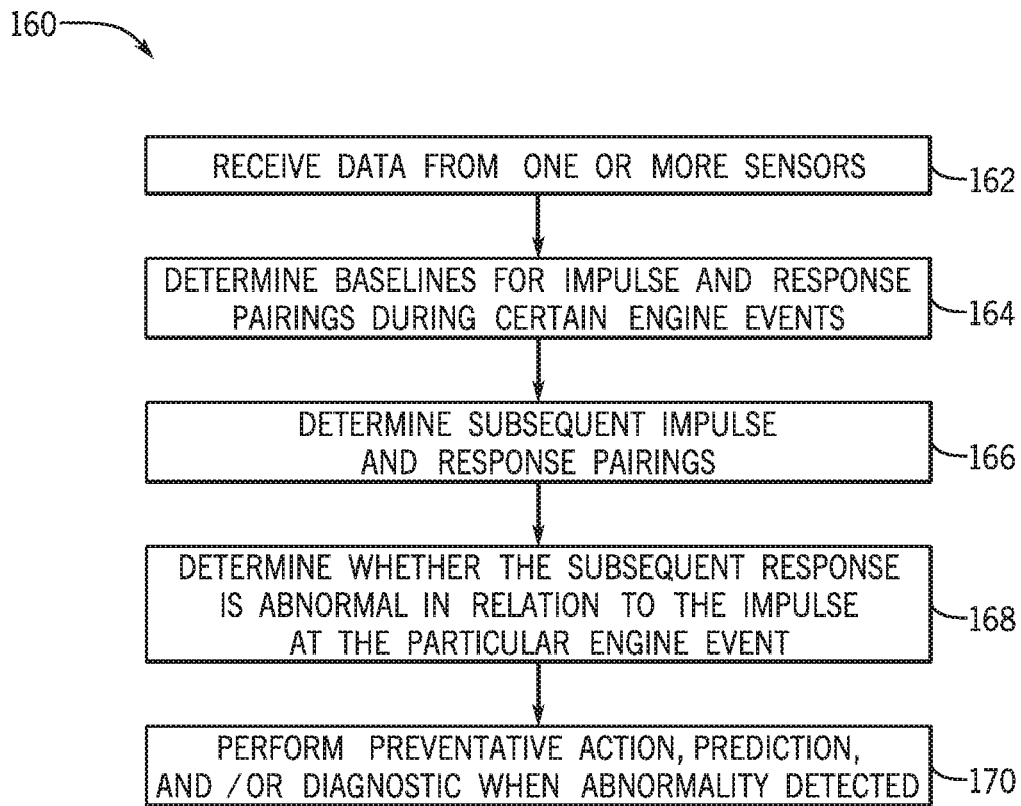 160
RECEIVE DATA FROM ONE OR MORE SENSORS
162
DETERMINE BASELINES FOR IMPULSE AND RESPONSE
PAIRINGS DURING CERTAIN ENGINE EVENTS
164
DETERMINE SUBSEQUENT IMPULSE
AND RESPONSE PAIRINGS
166
DETERMINE WHETHER THE SUBSEQUENT RESPONSE
IS ABNORMAL IN RELATION TO THE IMPULSE
AT THE PARTICULAR ENGINE EVENT
168
PERFORM PREVENTATIVE ACTION, PREDICTION,
AND /OR DIAGNOSTIC WHEN ABNORMALITY DETECTED
170